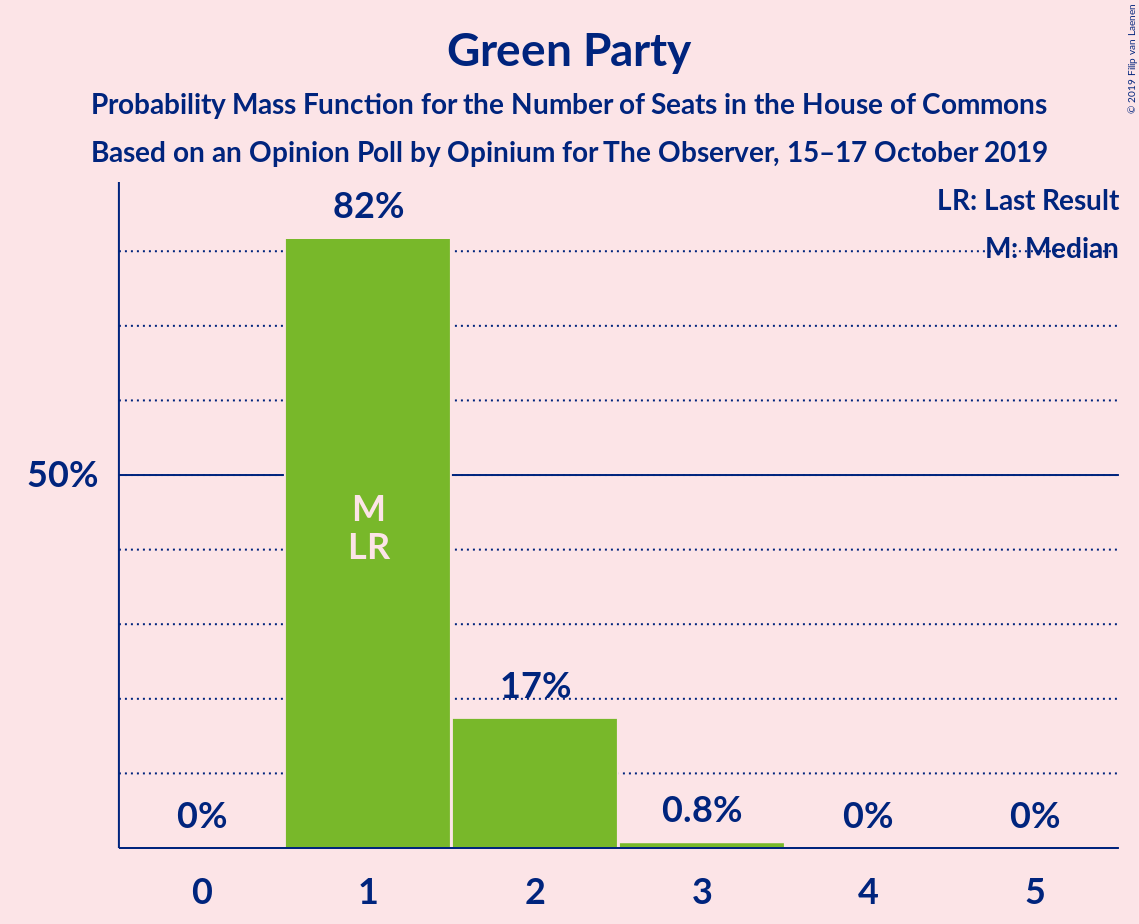 Green Party
Probability Mass Function for the Number of Seats in the House of Commons
Based on an Opinion Poll by Opinium for The Observer, 15–17 October 2019
© 2019 Filip van Laenen
LR: Last Result
M: Median
82%
50%
M
LR
17%
0%
0.8%
0%
0%
0
1
2
3
4
5